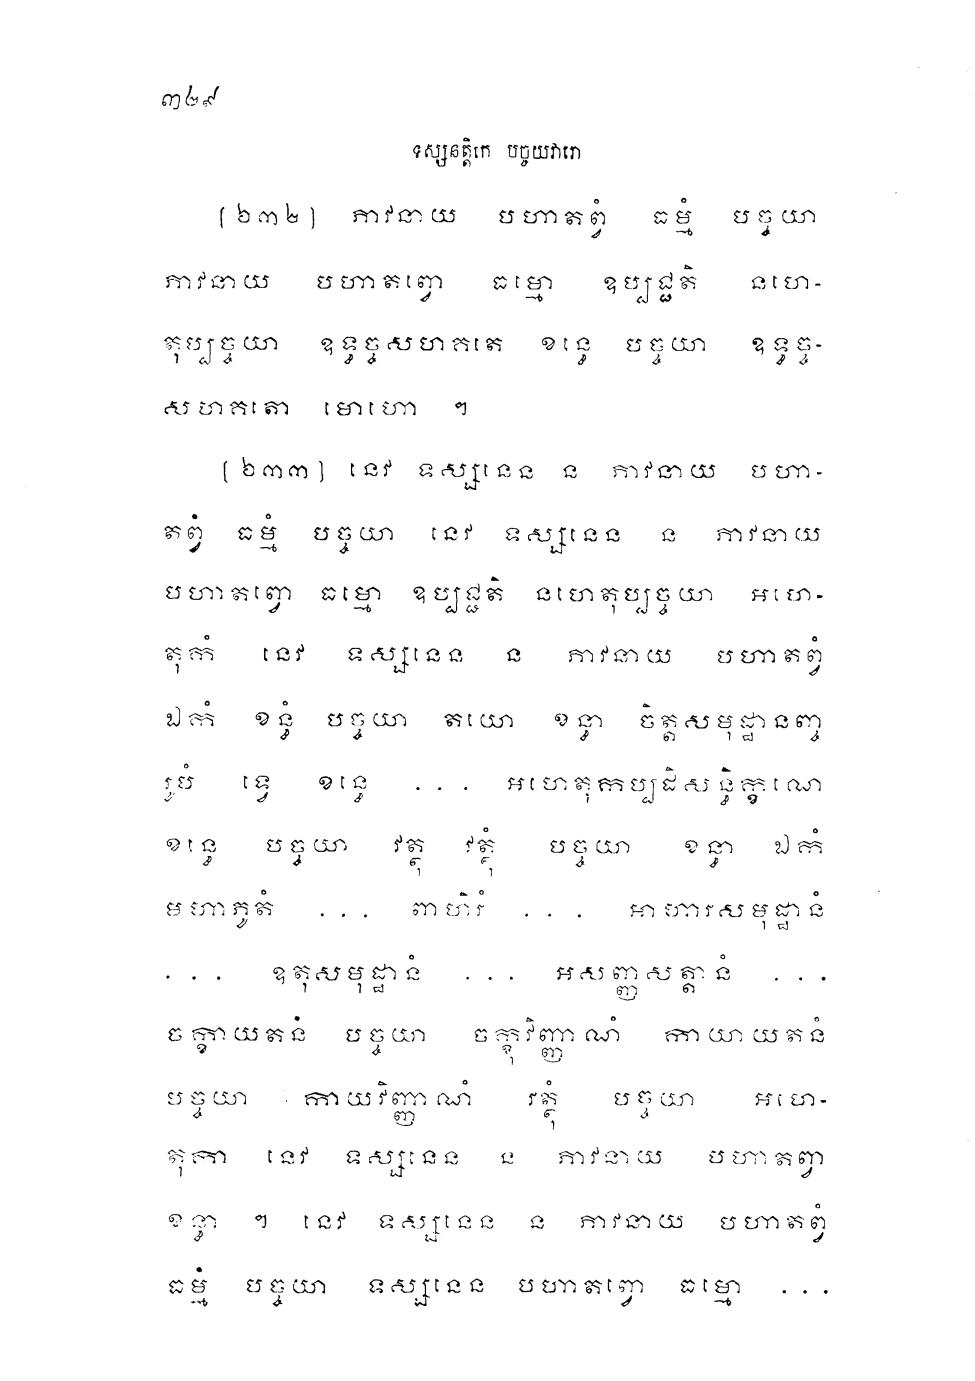 ៣២៩
ទស្សនត្តិកេ បច្ចយវារោ
(២៣២) ភាវនាយ បហាតព្វំ ធម្មំ បច្ចយា
ភាវនាយ បហាតព្វោ ធម្មោ ឧប្បជ្ជតិ នហេ-
តុប្បច្ចយា ឧទ្ធច្ចសហគតេ ខន្ធេ បច្ចយា ឧទ្ធច្ច-
សហគតោ មោហោ ។
(២៣៣) នេវ ទស្សនេន ន ភាវនាយ បហា-
តព្វំ ធម្មំ បច្ចយា នេវ ទស្សនេន ន ភាវនាយ
បហាតព្វោ ធម្មោ ឧប្បជ្ជតិ នហេតុប្បច្ចយា អហេ-
តុកំ នេវ ទស្សនេន ន ភាវនាយ បហាតព្វំ
ឯកំ ខន្ធំ បច្ចយា តយោ ខន្ធា ចិត្តសមុដ្ឋានញ្ច
រូបំ ទ្វេ ខន្ធេ ... អហេតុកប្បដិសន្ធិក្ខណេ
ខន្ធេ បច្ចយា វត្ថុ វត្ថុំ បច្ចយា ខន្ធា ឯកំ
មហាភូតំ ... ពាហិរំ ... អាហារសមុដ្ឋានំ
... ឧតុសមុដ្ឋានំ ... អសញ្ញសត្តានំ ...
ចក្ខាយតនំ បច្ចយា ចក្ខុវិញ្ញាណំ កាយាយតនំ
បច្ចយា កាយវិញ្ញាណំ វត្ថុំ បច្ចយា អហេ-
តុកា នេវ ទស្សនេន ន ភាវនាយ បហាតព្វា
ខន្ធា ។ នេវ ទស្សនេន ន ភាវនាយ បហាតព្វំ
ធម្មំ បច្ចយា ទស្សនេន បហាតព្វោ ធម្មោ ...